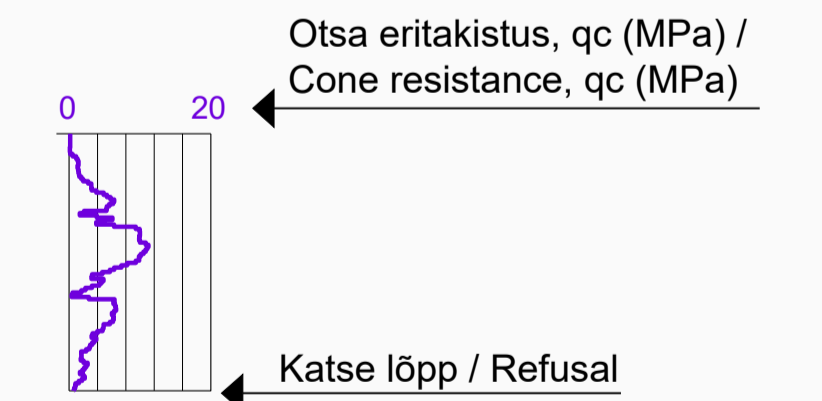 Otsa eritakistus, qc (MPa) /
Cone resistance, qc (MPa)
0 20
Katse lõpp / Refusal